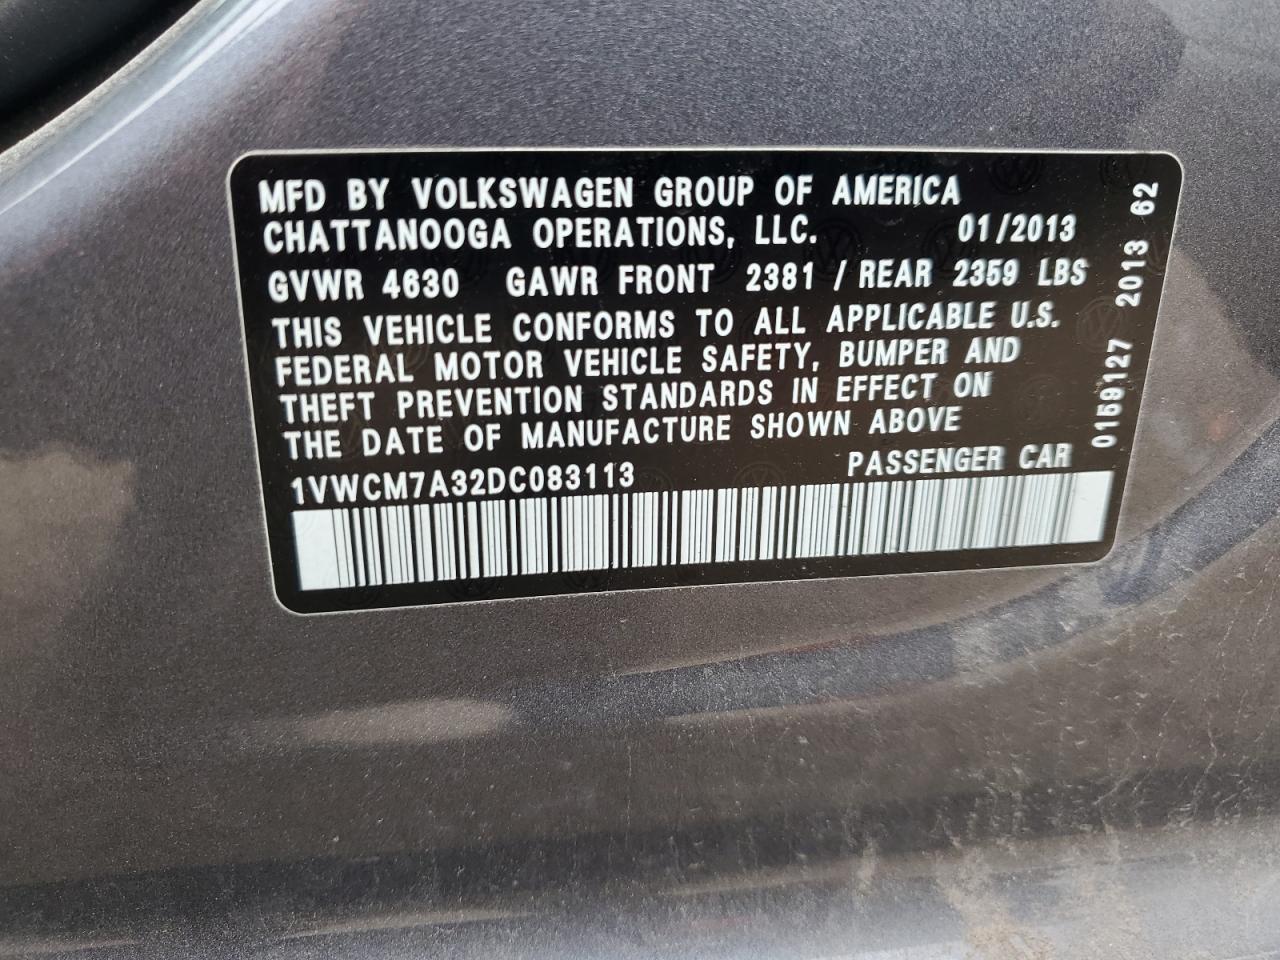 MFD BY VOLKSWAGEN GROUP OF AMERICA
CHATTANOOGA OPERATIONS, LLC. 01/2013
GVWR 4630 GAWR FRONT 2381 / REAR 2359 LBS
THIS VEHICLE CONFORMS TO ALL APPLICABLE U.S.
FEDERAL MOTOR VEHICLE SAFETY, BUMPER AND
THEFT PREVENTION STANDARDS IN EFFECT ON
THE DATE OF MANUFACTURE SHOWN ABOVE
1VWCM7A32DC083113 PASSENGER CAR
0159127 2013 62